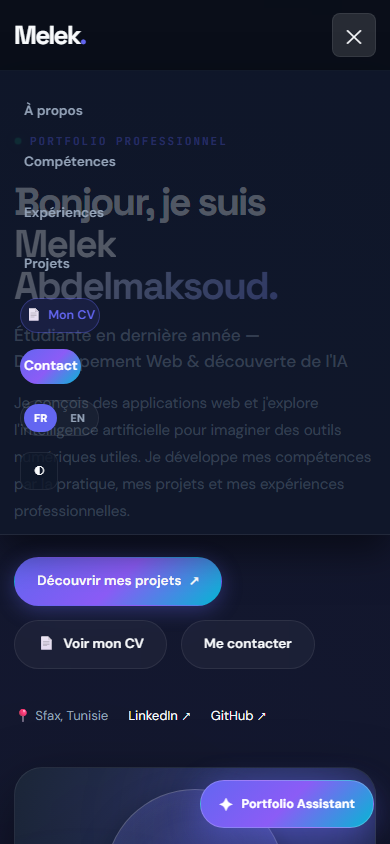 Melek.
À propos
PORTFOLIO PROFESSIONNEL
Compétences
Bonjour, je suis
Expériences
Melek
Projets
Abdelmaksoud.
Mon CV
Étudiante en dernière année —
Contact
Développement Web & découverte de l'IA
Je conçois des applications web et j'explore
FR EN
l'intelligence artificielle pour imaginer des outils
numériques utiles. Je développe mes compétences
par la pratique, mes projets et mes expériences
professionnelles.
Découvrir mes projets ↗
Voir mon CV
Me contacter
Sfax, Tunisie LinkedIn ↗ GitHub ↗
Portfolio Assistant